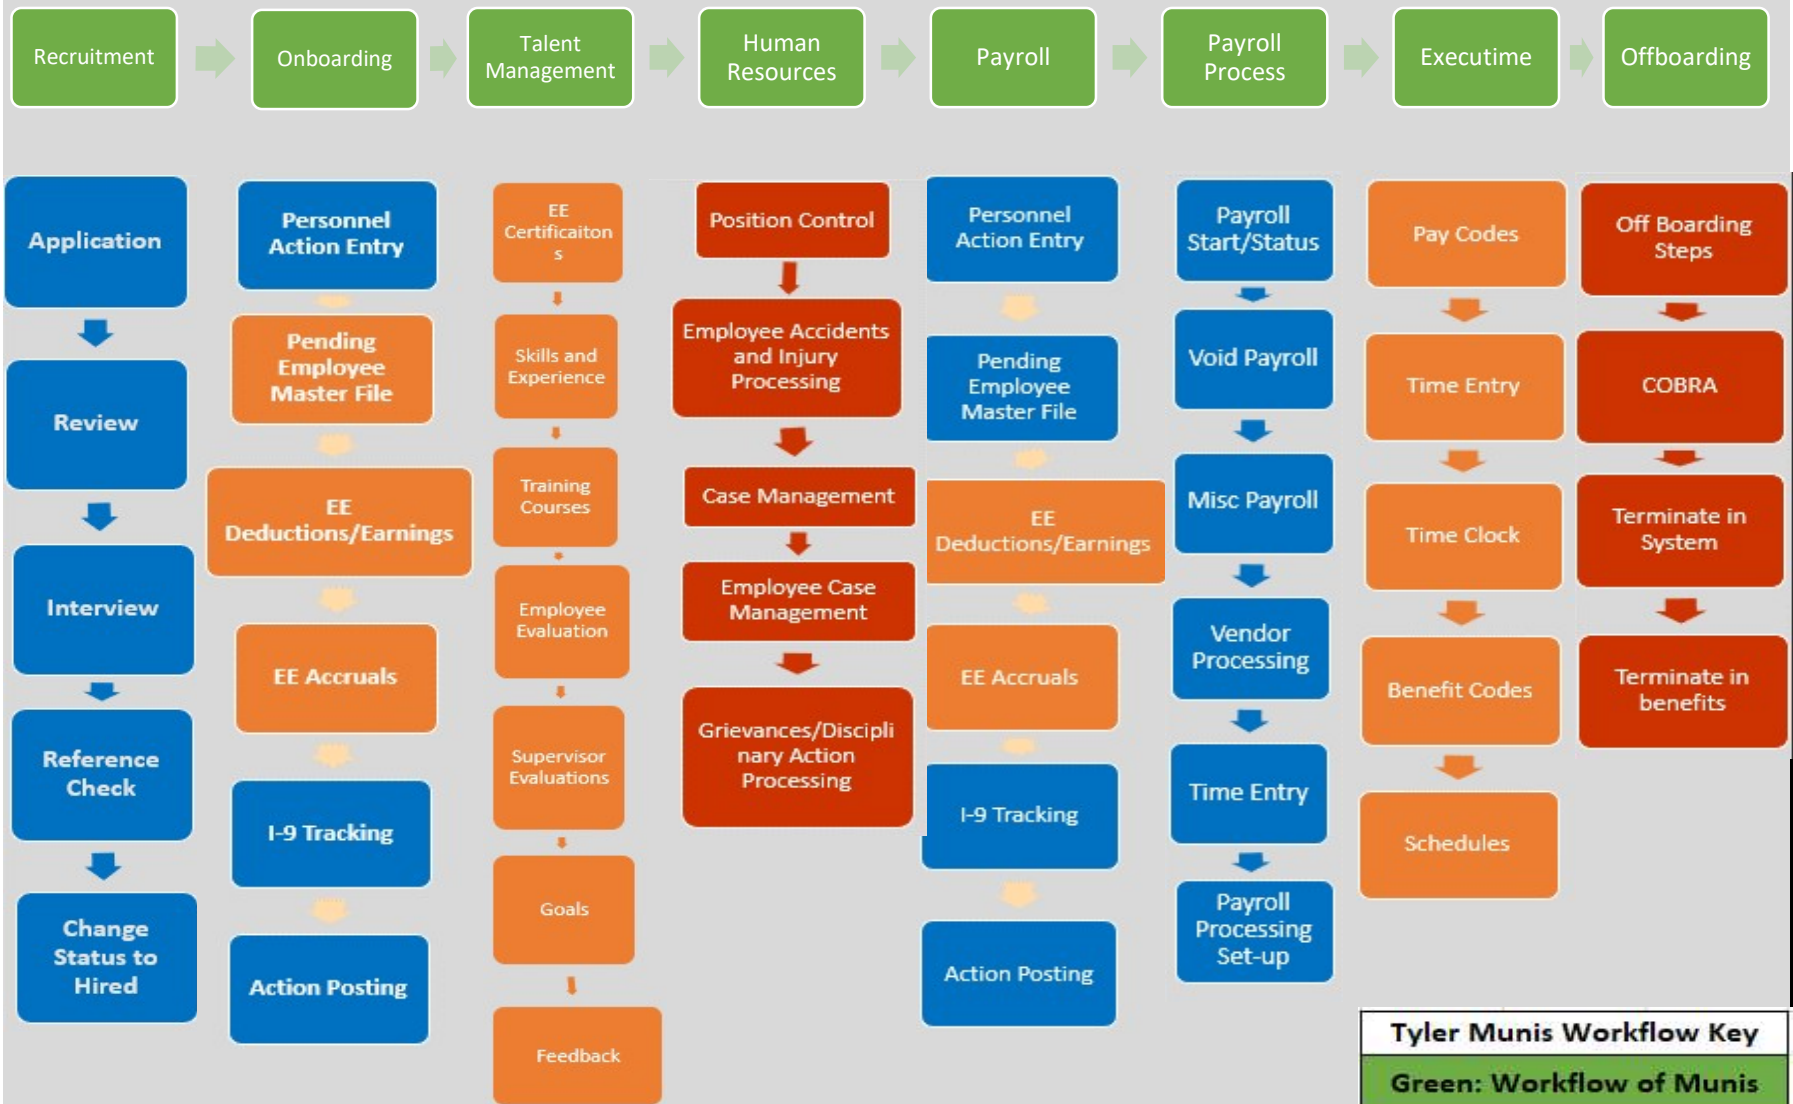 Recruitment
Onboarding
Talent
Management
Human
Resources
Payroll
Payroll
Process
Executime
Offboarding
Application
Review
Interview
Reference
Check
Change
Status to
Hired
Personnel
Action Entry
Pending
Employee
Master File
EE
Deductions/Earnings
EE Accruals
I-9 Tracking
Action Posting
EE
Certificaiton
s
Skills and
Experience
Training
Courses
Employee
Evaluation
Supervisor
Evaluations
Goals
Feedback
Position Control
Employee Accidents
and Injury
Processing
Case Management
Employee Case
Management
Grievances/Discipli
nary Action
Processing
Personnel
Action Entry
Pending
Employee
Master File
EE
Deductions/Earnings
EE Accruals
I-9 Tracking
Action Posting
Payroll
Start/Status
Void Payroll
Misc Payroll
Vendor
Processing
Time Entry
Payroll
Processing
Set-up
Pay Codes
Time Entry
Time Clock
Benefit Codes
Schedules
Off Boarding
Steps
COBRA
Terminate in
System
Terminate in
benefits
Tyler Munis Workflow Key
Green: Workflow of Munis